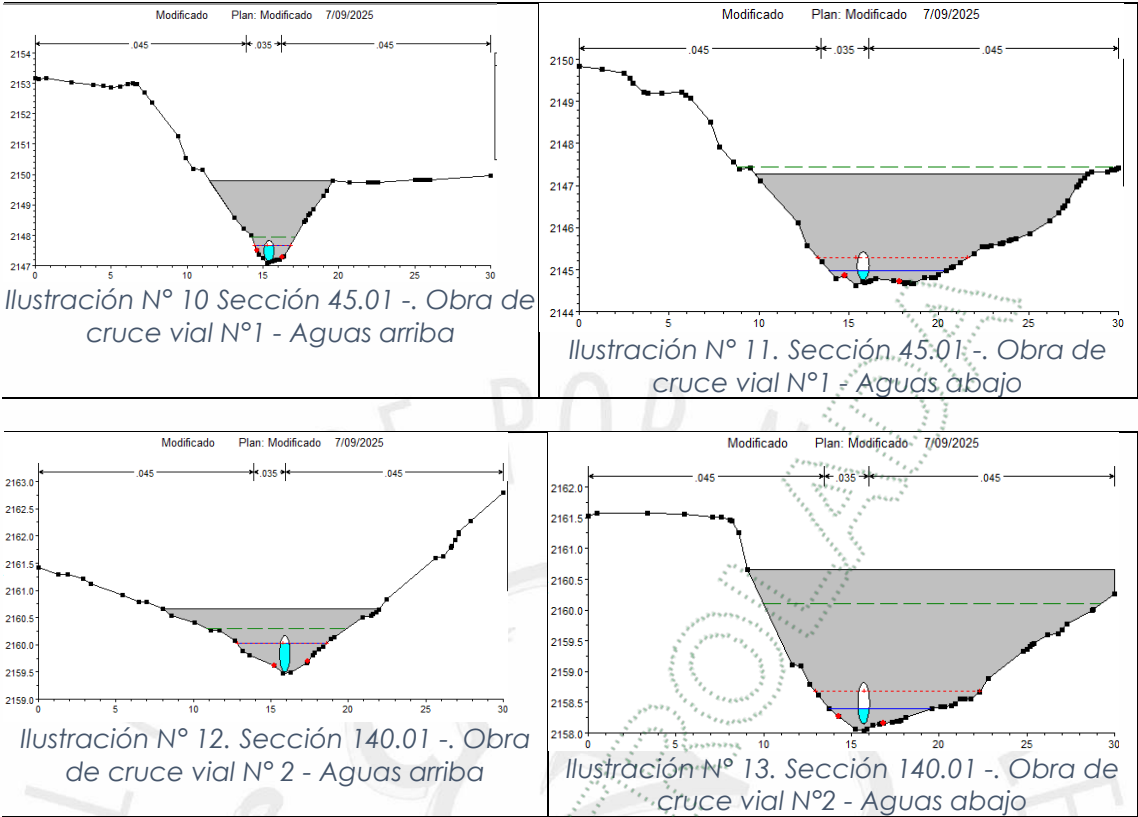 Modificado Plan: Modificado 7/09/2025
.045 .035 .045
2154
2153
2152
2151
2150
2149
2148
2147
0 5 10 15 20 25 30
Ilustración N° 10 Sección 45.01 -. Obra de
cruce vial N°1 - Aguas arriba
Modificado Plan: Modificado 7/09/2025
.045 .035 .045
2150
2149
2148
2147
2146
2145
2144
0 5 10 15 20 25 30
Ilustración N° 11. Sección 45.01 -. Obra de
cruce vial N°1 - Aguas abajo
Modificado Plan: Modificado 7/09/2025
.045 .035 .045
2163.0
2162.5
2162.0
2161.5
2161.0
2160.5
2160.0
2159.5
2159.0
0 5 10 15 20 25 30
Ilustración N° 12. Sección 140.01 -. Obra
de cruce vial N° 2 - Aguas arriba
Modificado Plan: Modificado 7/09/2025
.045 .035 .045
2162.0
2161.5
2161.0
2160.5
2160.0
2159.5
2159.0
2158.5
2158.0
0 5 10 15 20 25 30
Ilustración N° 13. Sección 140.01 -. Obra de
cruce vial N°2 - Aguas abajo